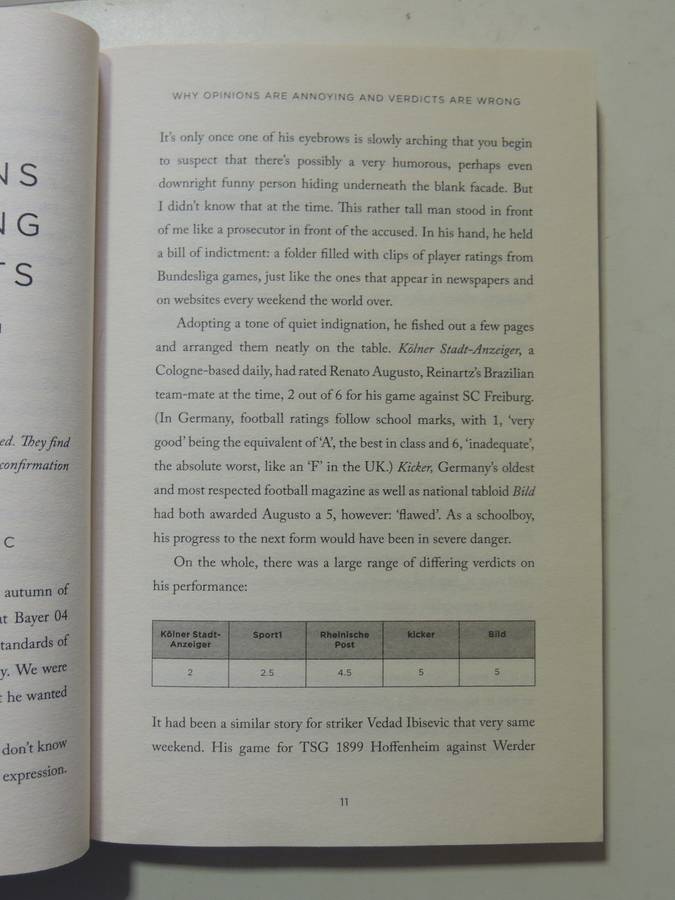 NS
NG
TS
ed. They find
confirmation
C
autumn of
at Bayer 04
standards of
y. We were
t he wanted
don't know
expression.
WHY OPINIONS ARE ANNOYING AND VERDICTS ARE WRONG
It's only once one of his eyebrows is slowly arching that you begin
to suspect that there's possibly a very humorous, perhaps even
downright funny person hiding underneath the blank facade. But
I didn't know that at the time. This rather tall man stood in front
of me like a prosecutor in front of the accused. In his hand, he held
a bill of indictment: a folder filled with clips of player ratings from
Bundesliga games, just like the ones that appear in newspapers and
on websites every weekend the world over.
Adopting a tone of quiet indignation, he fished out a few pages
and arranged them neatly on the table. Kölner Stadt-Anzeiger, a
Cologne-based daily, had rated Renato Augusto, Reinartz's Brazilian
team-mate at the time, 2 out of 6 for his game against SC Freiburg.
(In Germany, football ratings follow school marks, with 1, 'very
good' being the equivalent of 'A', the best in class and 6, 'inadequate',
the absolute worst, like an 'F' in the UK.) Kicker, Germany's oldest
and most respected football magazine as well as national tabloid Bild
had both awarded Augusto a 5, however: 'flawed'. As a schoolboy,
his progress to the next form would have been in severe danger.
On the whole, there was a large range of differing verdicts on
his performance:
Kölner Stadt-Anzeiger Sport1 Rheinische Post kicker Bild
2 2.5 4.5 5 5
It had been a similar story for striker Vedad Ibisevic that very same
weekend. His game for TSG 1899 Hoffenheim against Werder
11